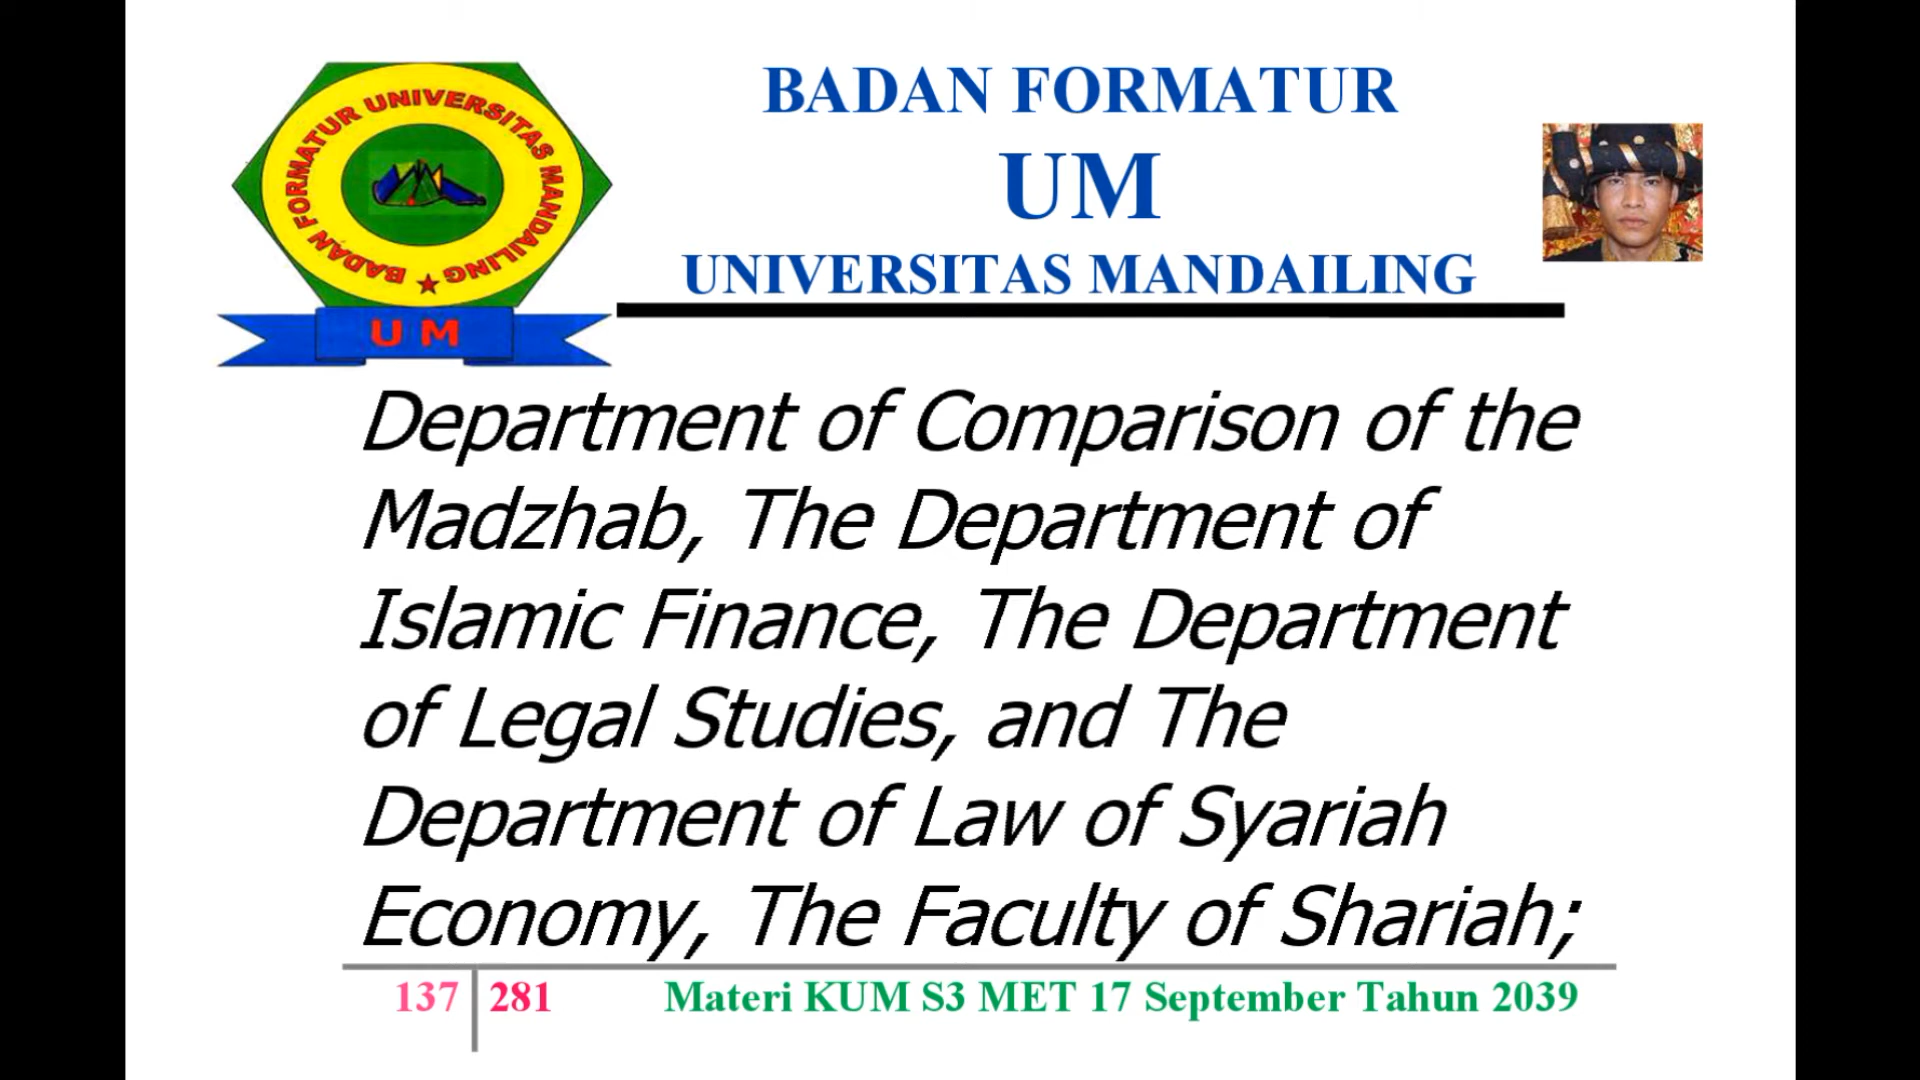 BADAN FORMATUR UNIVERSITAS MANDAILING
U M
BADAN FORMATUR
UM
UNIVERSITAS MANDAILING
Department of Comparison of the
Madzhab, The Department of
Islamic Finance, The Department
of Legal Studies, and The
Department of Law of Syariah
Economy, The Faculty of Shariah;
137 281 Materi KUM S3 MET 17 September Tahun 2039